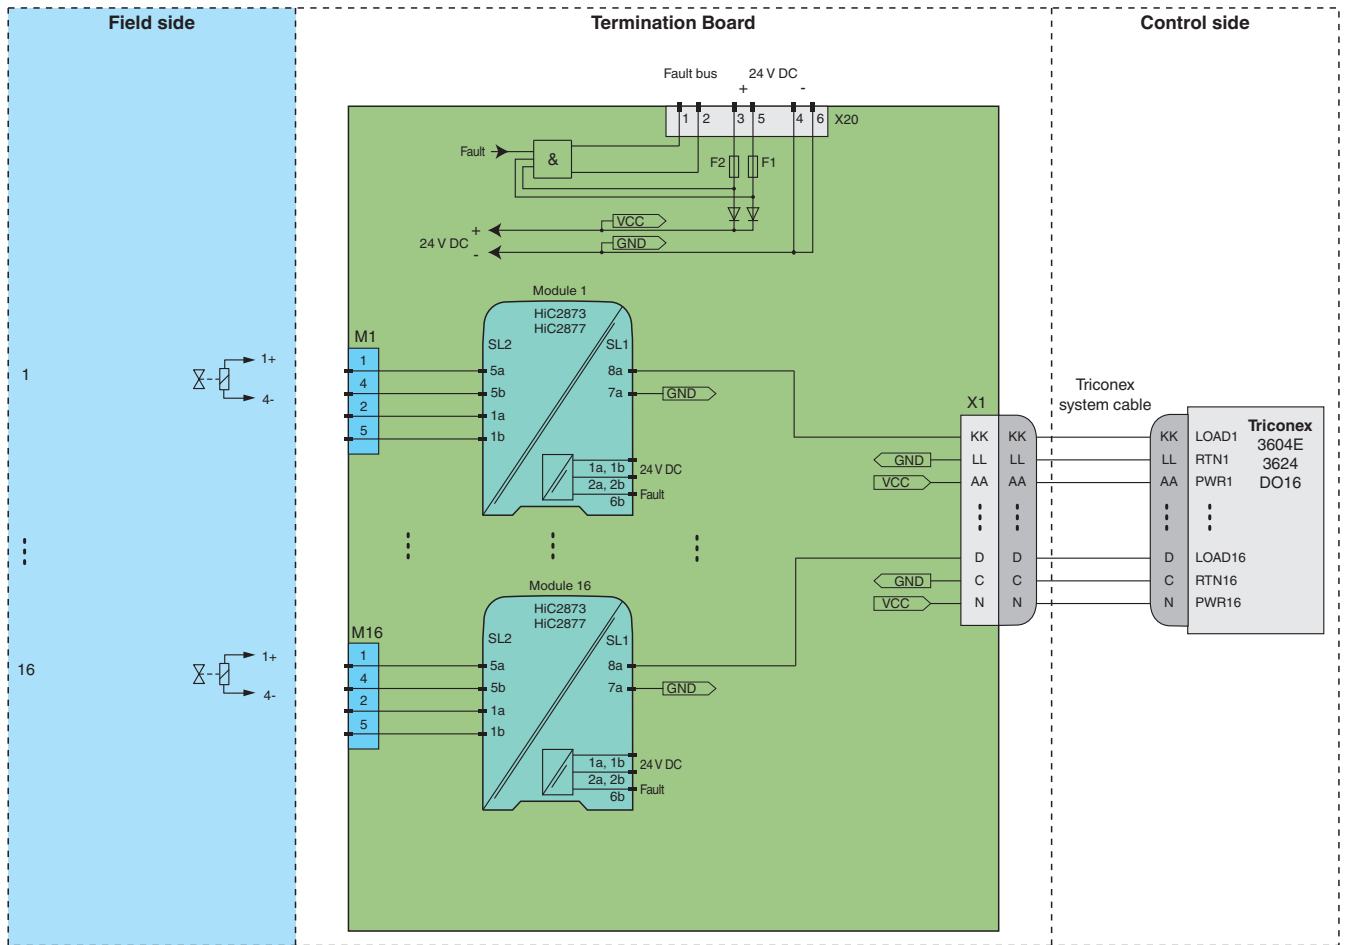 Field side
Termination Board
Control side
Fault bus
24 V DC
+
-
1
2
3
5
4
6
X20
Fault
&
F2
F1
VCC
+
24 V DC
GND
-
Module 1
HiC2873
HiC2877
M1
SL2
SL1
1
1+
4-
1
5a
8a
4
5b
7a
GND
2
1a
5
1b
1a, 1b
24 V DC
2a, 2b
Fault
6b
Triconex
system cable
X1
KK
KK
KK
LOAD1
Triconex
3604E
3624
DO16
GND
LL
LL
LL
RTN1
VCC
AA
AA
AA
PWR1
D
D
D
LOAD16
GND
C
C
C
RTN16
VCC
N
N
N
PWR16
Module 16
HiC2873
HiC2877
M16
SL2
SL1
16
1+
4-
1
5a
8a
4
5b
7a
GND
2
1a
5
1b
1a, 1b
24 V DC
2a, 2b
Fault
6b